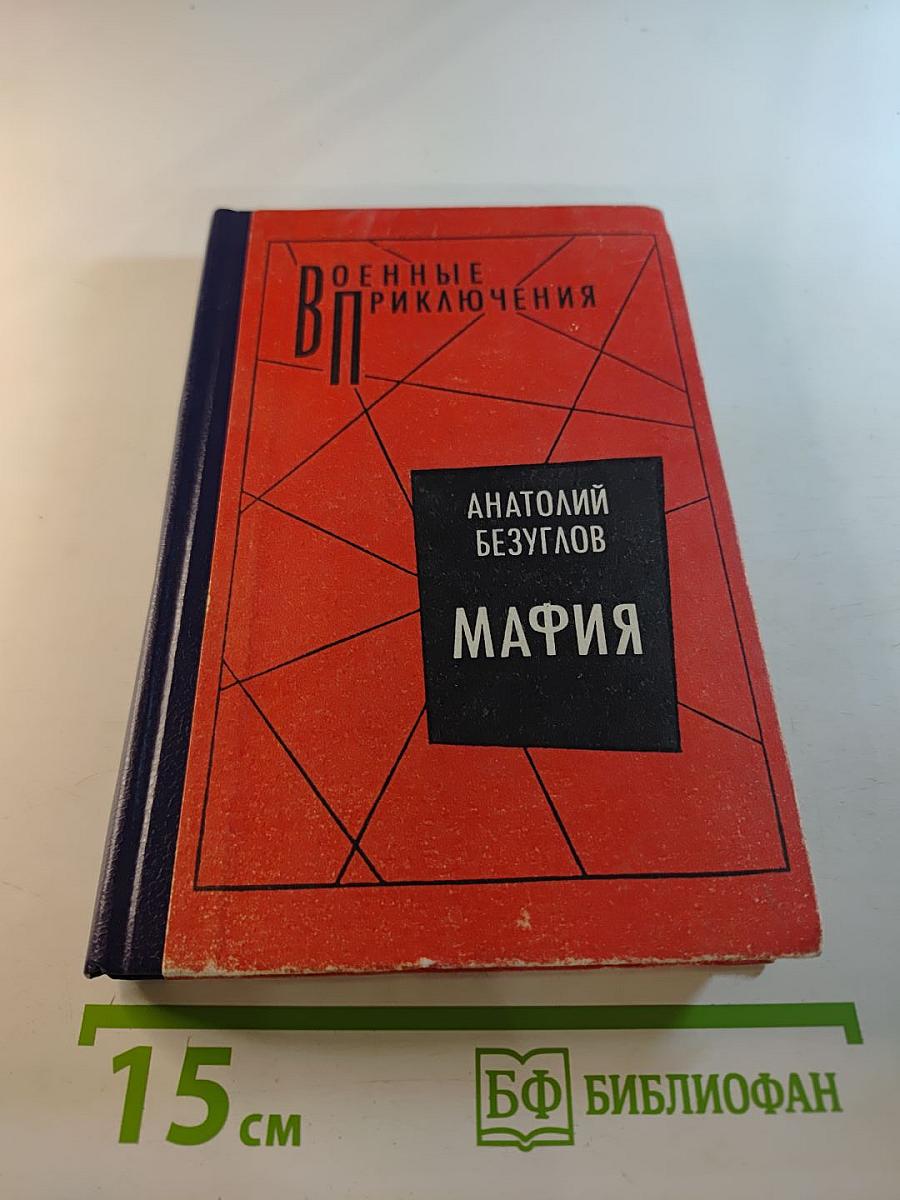 ВОЕННЫЕ
ПРИКЛЮЧЕНИЯ
АНАТОЛИЙ
БЕЗУГЛОВ
МАФИЯ
15 см
БФ БИБЛИОФАН